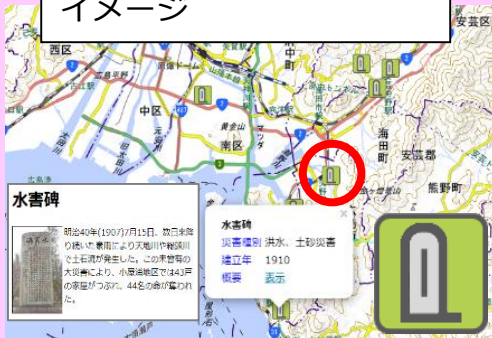 イメージ
安芸区
西区
中区
南区
黄金山
海田町
安芸郡
熊野町
水害碑
明治40年(1907)7月15日、数日来降
り続いた豪雨により天地川や総頭川
で土石流が発生した。この未曾有の
大災害により、小屋浦地区では43戸
の家屋がつぶれ、44名の命が奪われ
た。
水害碑
災害種別 洪水、土砂災害
建立年 1910
概要 表示